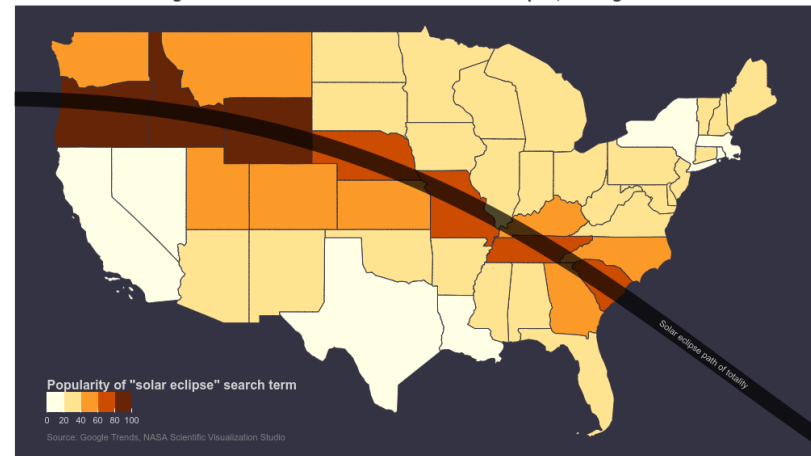 Solar eclipse path of totality
Popularity of "solar eclipse" search term
0 20 40 60 80 100
Source: Google Trends, NASA Scientific Visualization Studio